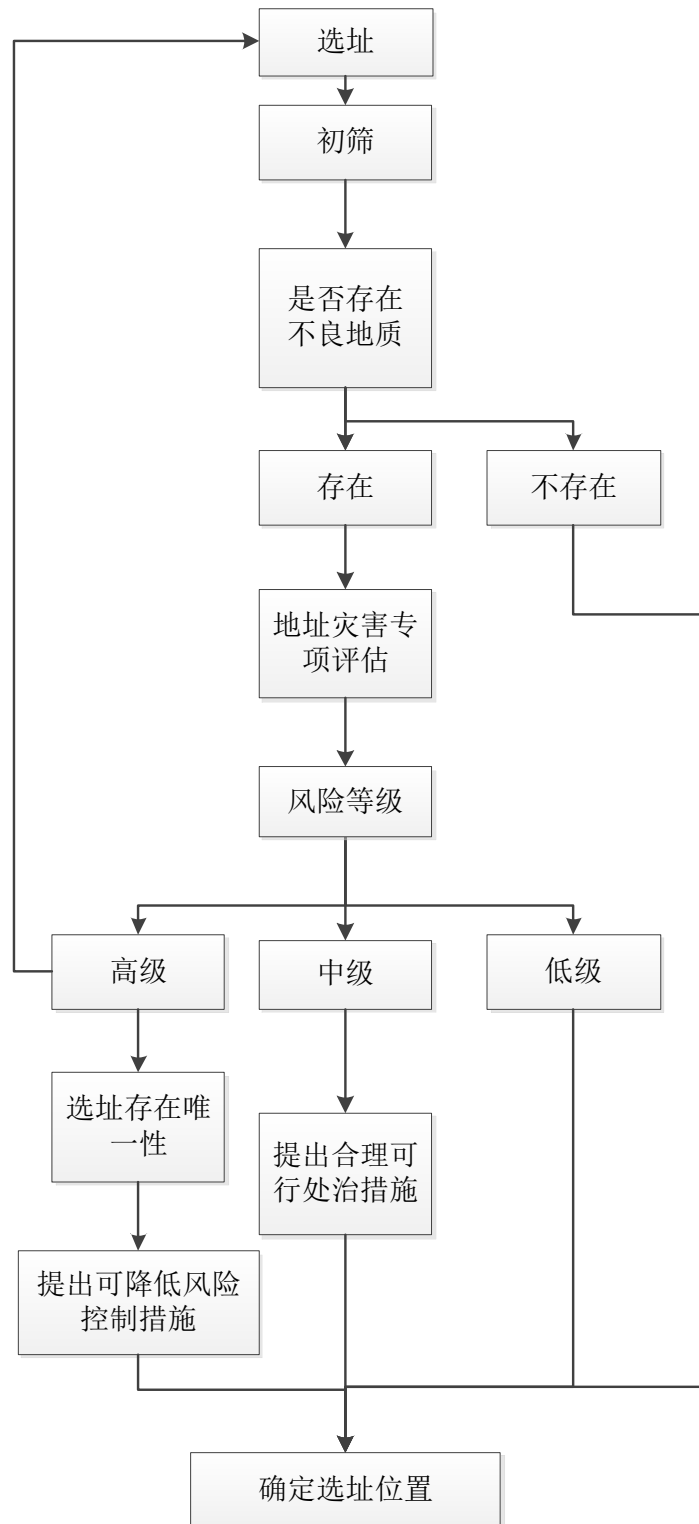 选址
初筛
是否存在
不良地质
存在
不存在
地址灾害专
项评估
风险等级
高级
中级
低级
选址存在唯
一性
提出合理可
行处治措施
提出可降低风险
控制措施
确定选址位置